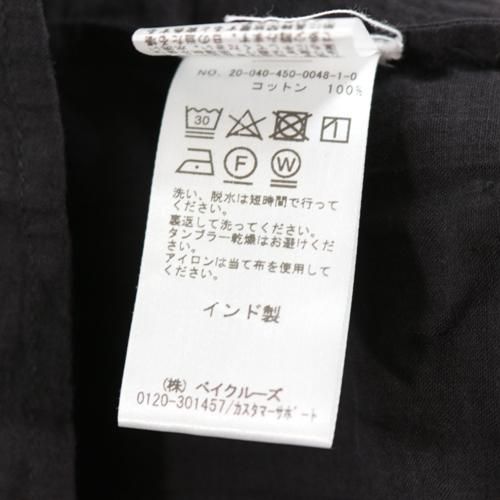 NO. 20-040-450-0048-1-0
コットン 100%
30
F W
洗い、脱水は短時間で行って
ください。
裏返して洗ってください。
タンブラー乾燥はお避けくだ
さい。
アイロンは当て布を使用して
ください。
インド製
(株) ベイクルーズ
0120-301457/カスタマーサポート